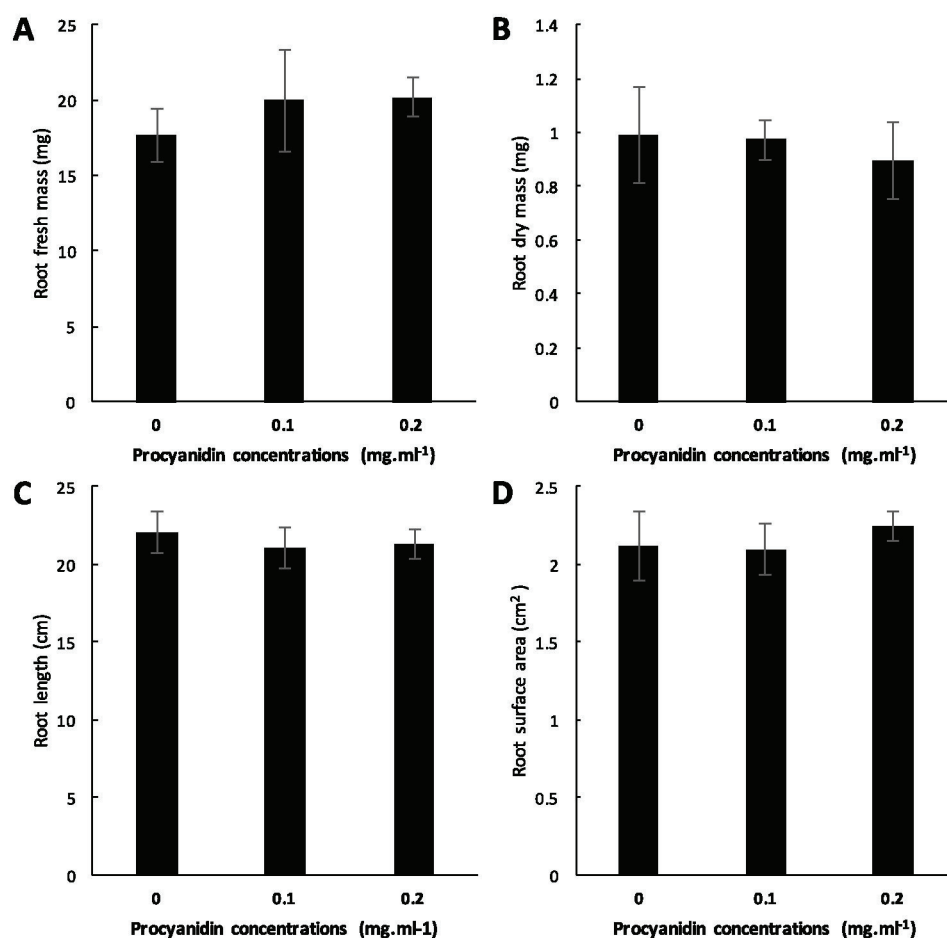 A
25
20
15
10
5
0
Root fresh mass (mg)
0 0.1 0.2
Procyanidin concentrations (mg.ml⁻¹)
B
1.4
1.2
1
0.8
0.6
0.4
0.2
0
Root dry mass (mg)
0 0.1 0.2
Procyanidin concentrations (mg.ml⁻¹)
C
25
20
15
10
5
0
Root length (cm)
0 0.1 0.2
Procyanidin concentrations (mg.ml-1)
D
2.5
2
1.5
1
0.5
0
Root surface area (cm²)
0 0.1 0.2
Procyanidin concentrations (mg.ml⁻¹)